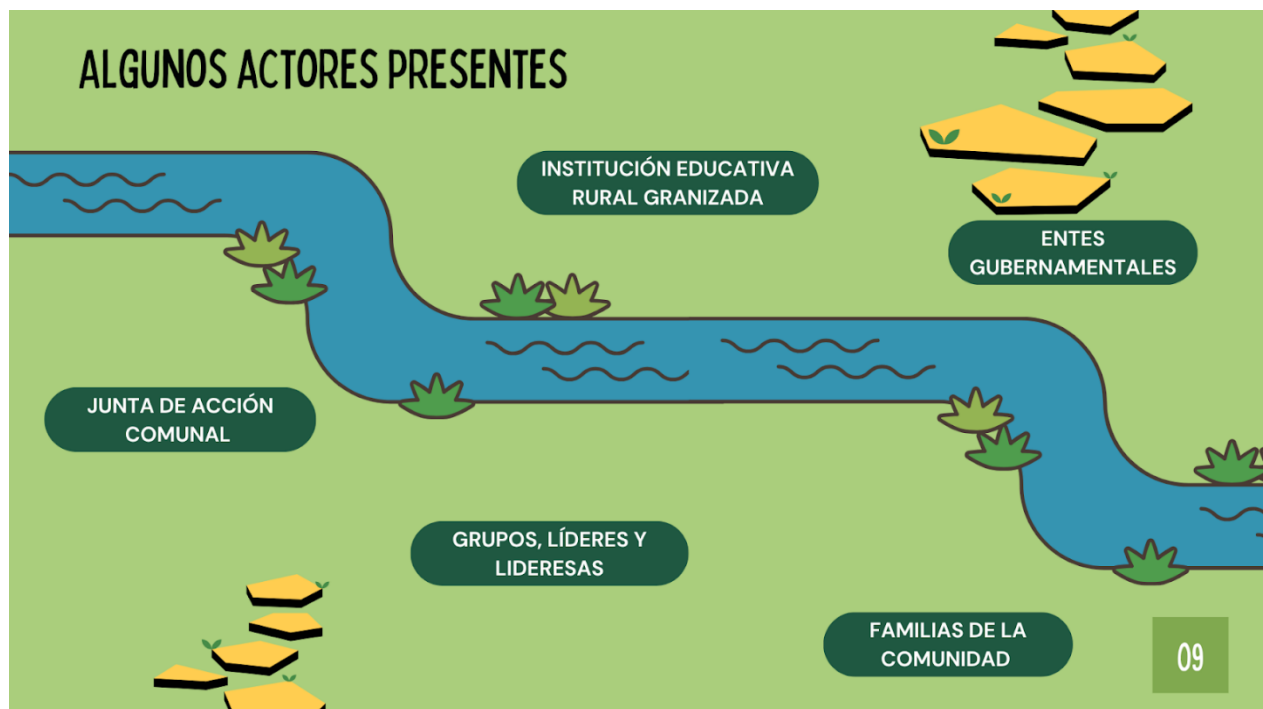 ALGUNOS ACTORES PRESENTES
INSTITUCIÓN EDUCATIVA
RURAL GRANIZADA
ENTES
GUBERNAMENTALES
JUNTA DE ACCIÓN
COMUNAL
GRUPOS, LÍDERES Y
LIDERESAS
FAMILIAS DE LA
COMUNIDAD
09